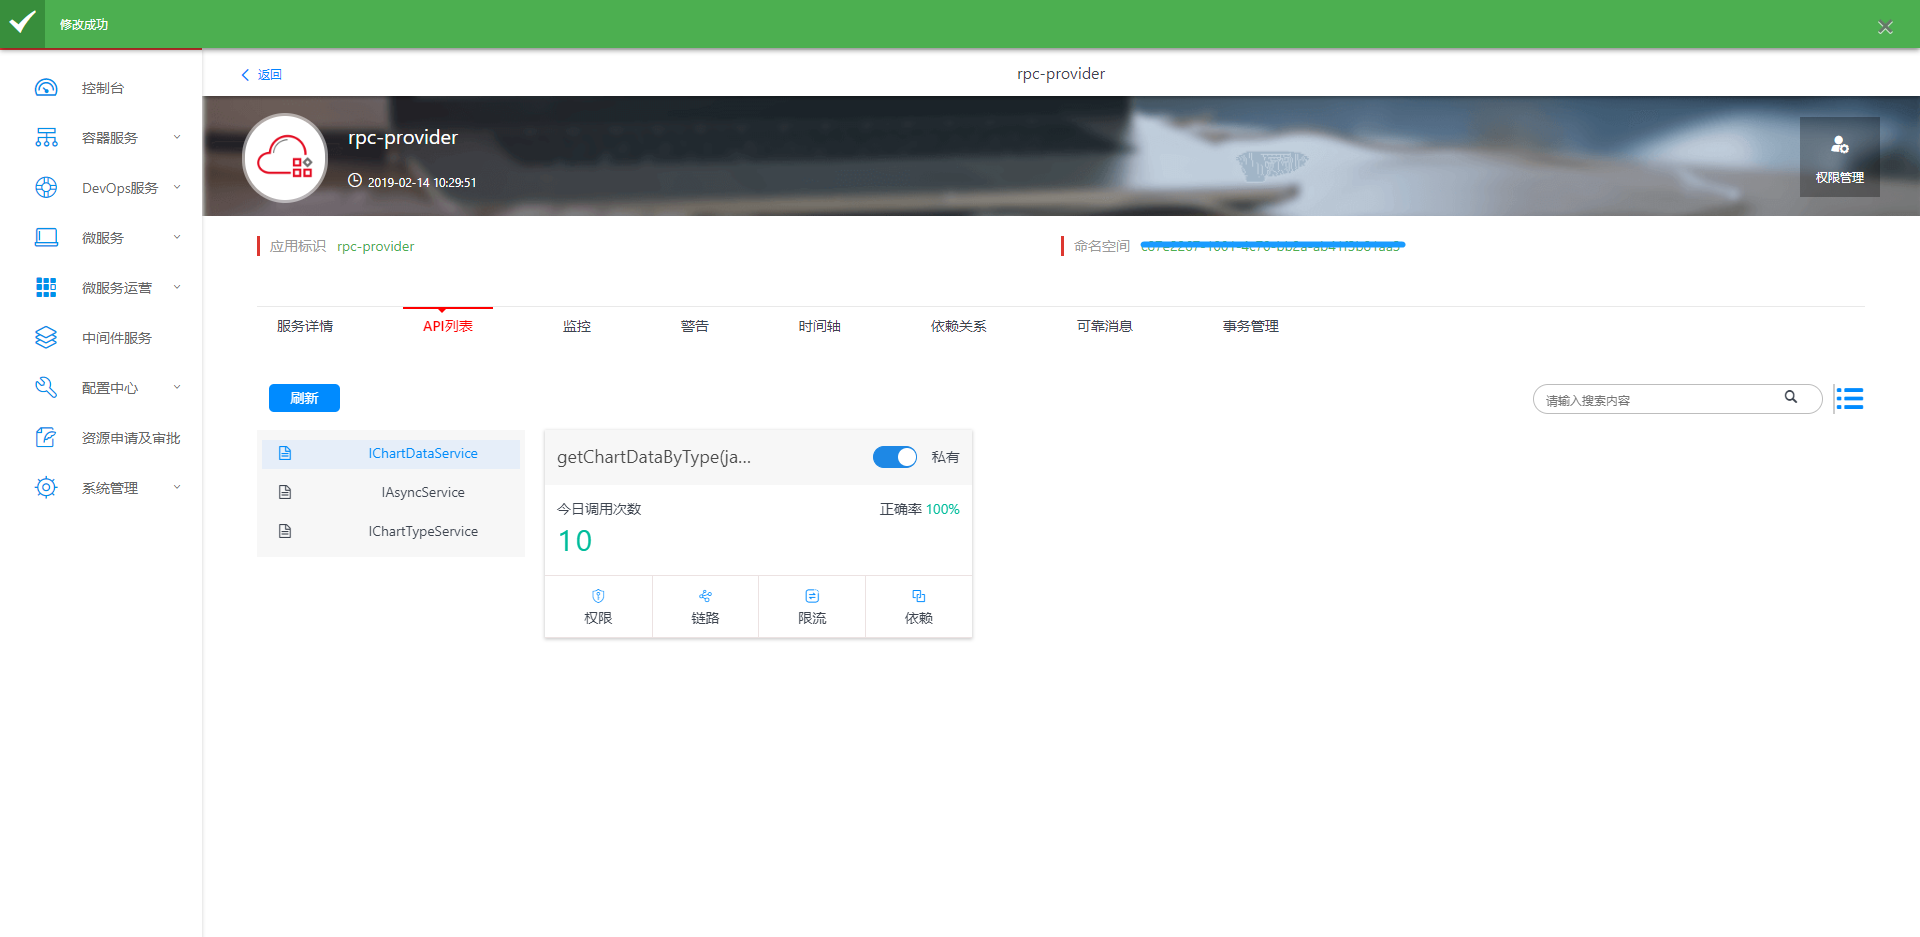 修改成功
控制台
容器服务
DevOps服务
微服务
微服务运营
中间件服务
配置中心
资源申请及审批
系统管理
返回
rpc-provider
rpc-provider
2019-02-14 10:29:51
权限管理
应用标识 rpc-provider
命名空间
服务详情 API列表 监控 警告 时间轴 依赖关系 可靠消息 事务管理
刷新
请输入搜索内容
IChartDataService
IAsyncService
IChartTypeService
getChartDataByType(ja...
私有
今日调用次数
正确率 100%
10
权限 链路 限流 依赖